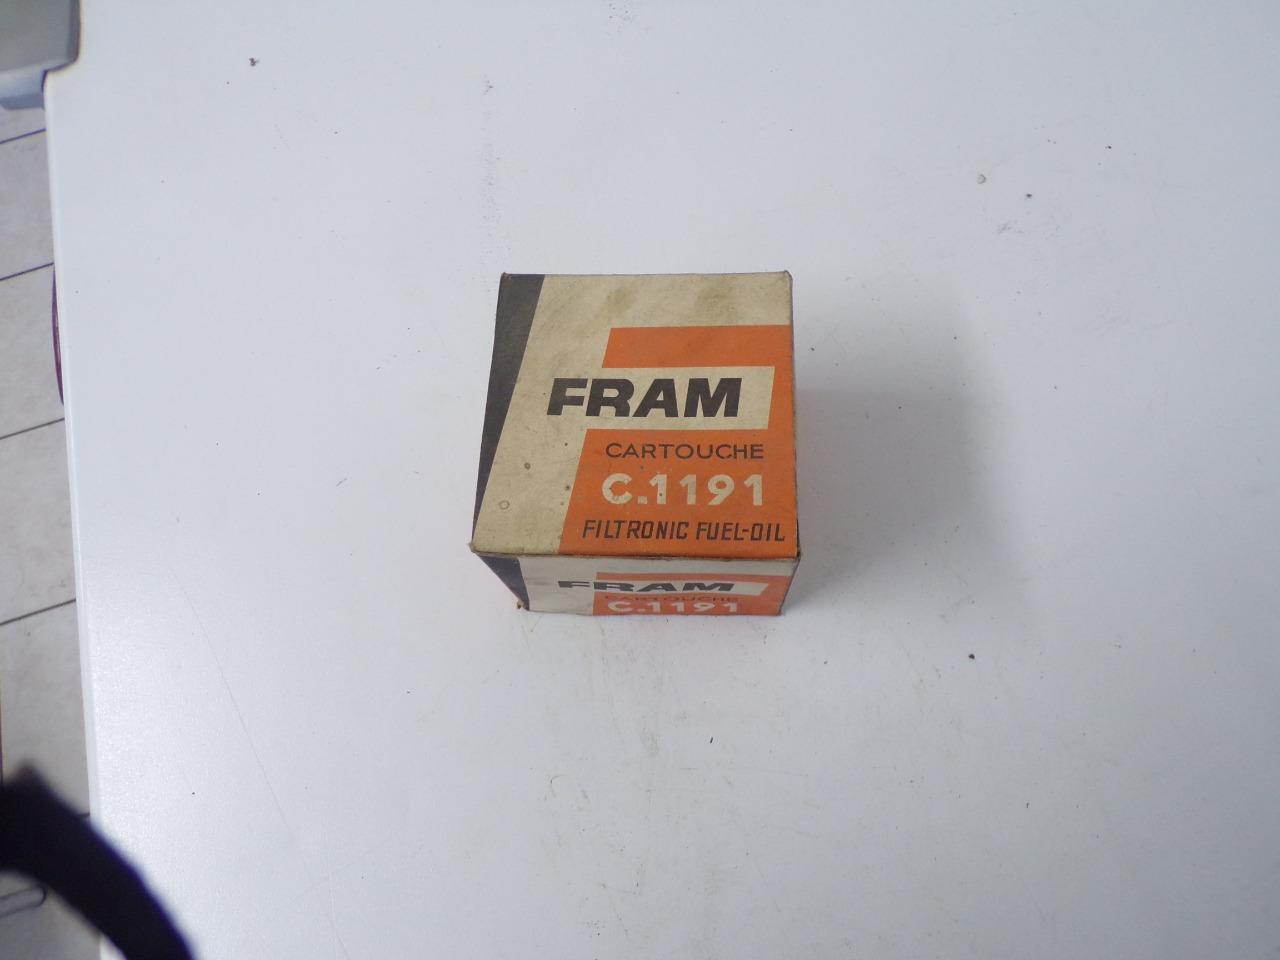 FRAM
CARTOUCHE
C.1191
FILTRONIC FUEL-OIL
FRAM
CARTOUCHE
C.1191